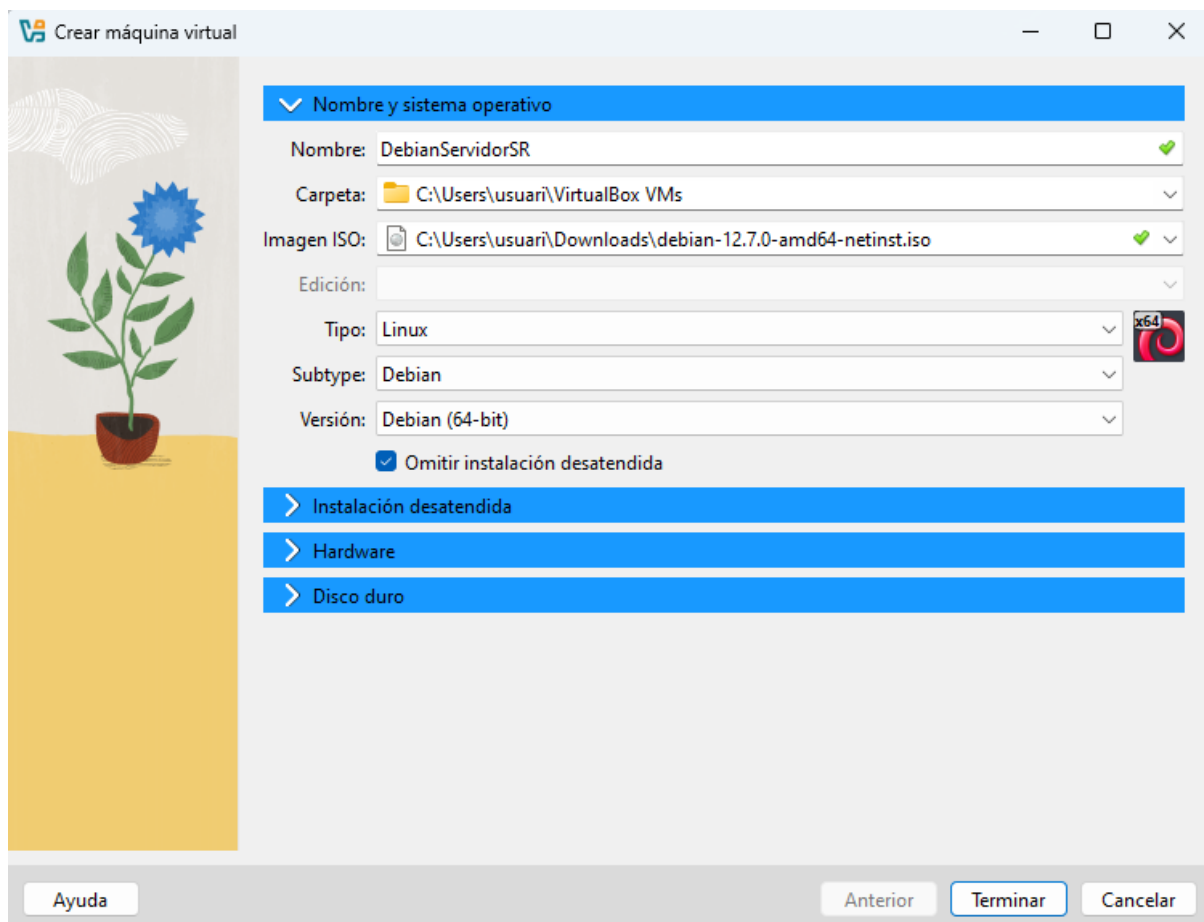 Crear máquina virtual
Nombre y sistema operativo
Nombre: DebianServidorSR
Carpeta: C:\Users\usuari\VirtualBox VMs
Imagen ISO: C:\Users\usuari\Downloads\debian-12.7.0-amd64-netinst.iso
Edición:
Tipo: Linux
x64
Subtype: Debian
Versión: Debian (64-bit)
Omitir instalación desatendida
Instalación desatendida
Hardware
Disco duro
Ayuda Anterior Terminar Cancelar